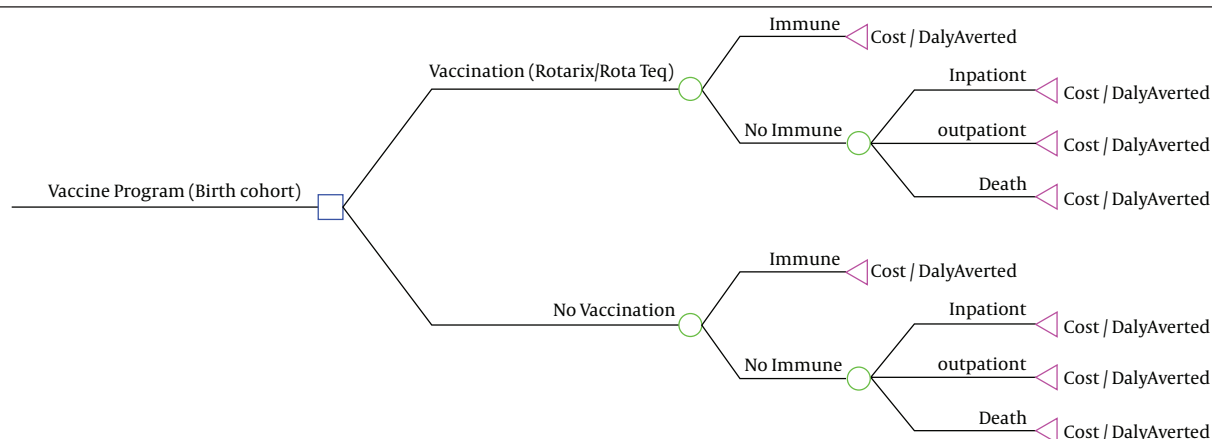 Immune
Cost / DalyAverted
Vaccination (Rotarix/Rota Teq)
Inpationt
Cost / DalyAverted
No Immune
outpationt
Cost / DalyAverted
Death
Cost / DalyAverted
Vaccine Program (Birth cohort)
Immune
Cost / DalyAverted
No Vaccination
Inpationt
Cost / DalyAverted
No Immune
outpationt
Cost / DalyAverted
Death
Cost / DalyAverted